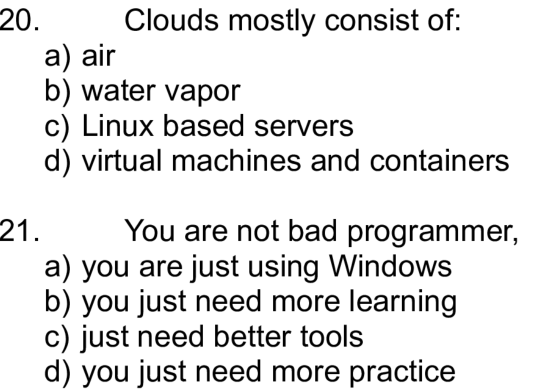 20. Clouds mostly consist of:
a) air
b) water vapor
c) Linux based servers
d) virtual machines and containers
21. You are not bad programmer,
a) you are just using Windows
b) you just need more learning
c) just need better tools
d) you just need more practice